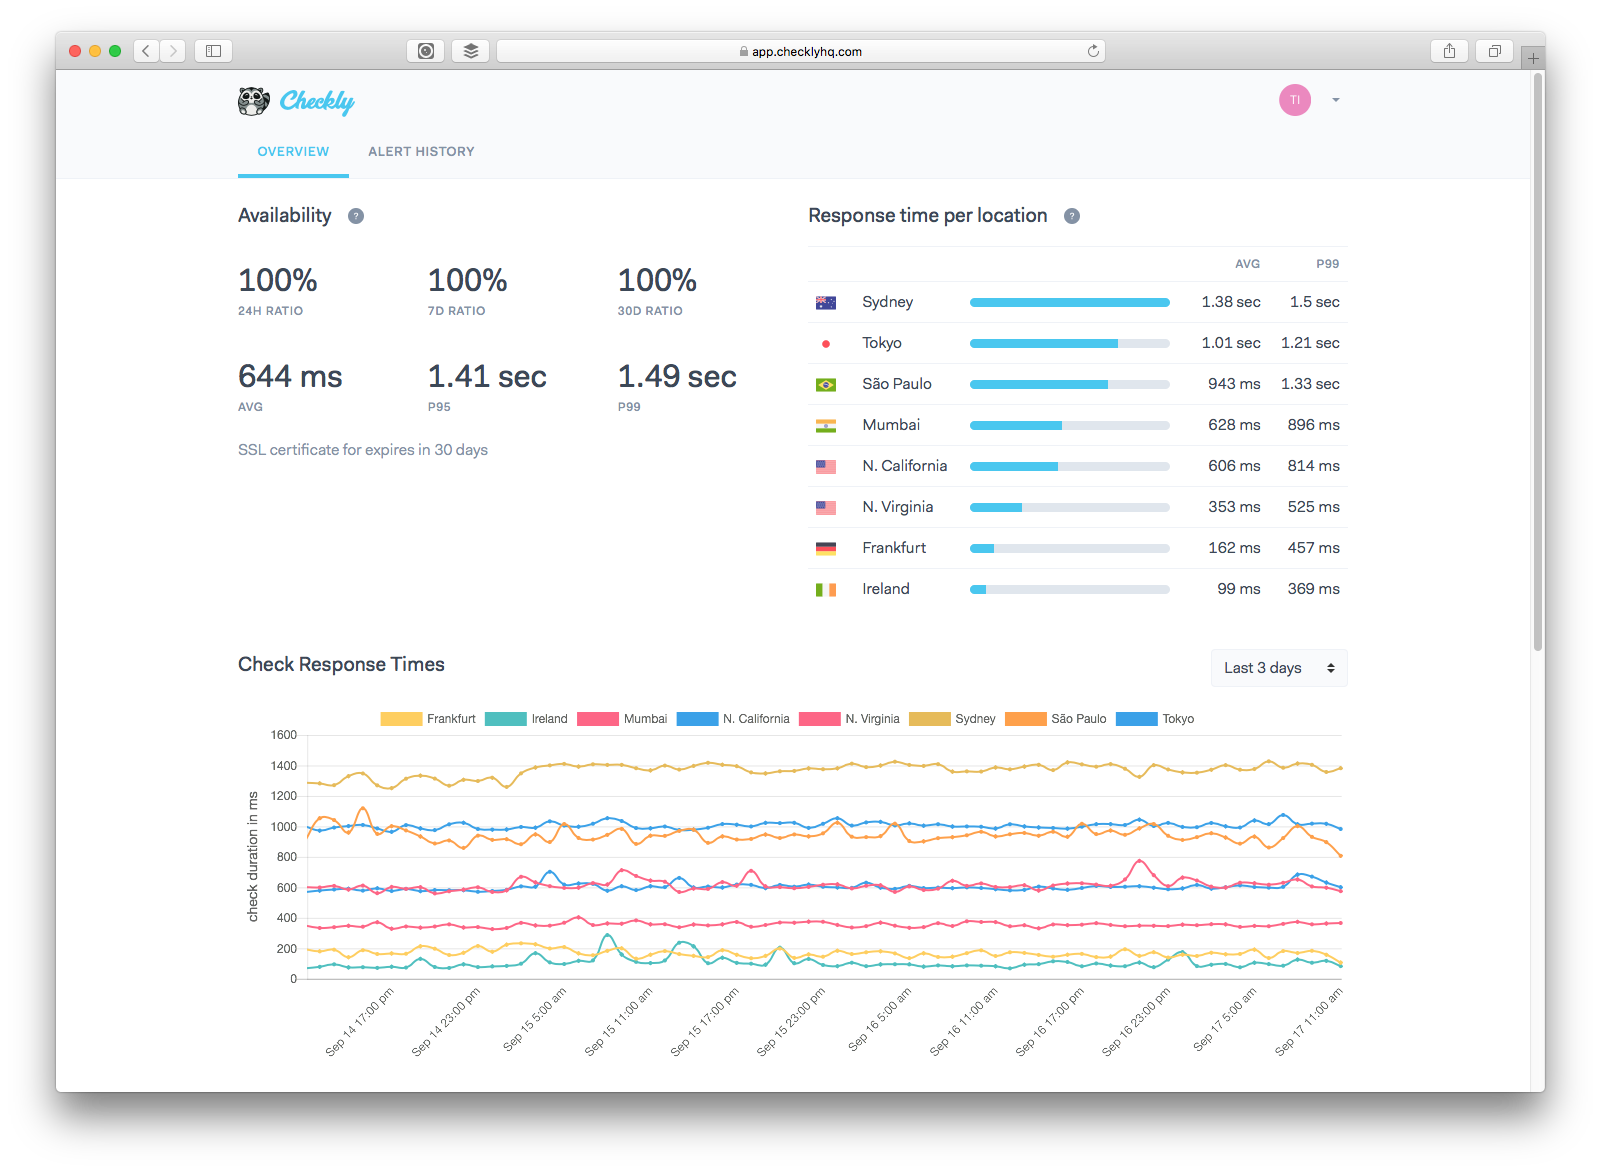 app.checklyhq.com
Checkly
TI
OVERVIEW ALERT HISTORY
Availability ?
100% 100% 100%
24H RATIO 7D RATIO 30D RATIO
644 ms 1.41 sec 1.49 sec
AVG P95 P99
SSL certificate for expires in 30 days
Response time per location ?
AVG P99
Sydney 1.38 sec 1.5 sec
Tokyo 1.01 sec 1.21 sec
São Paulo 943 ms 1.33 sec
Mumbai 628 ms 896 ms
N. California 606 ms 814 ms
N. Virginia 353 ms 525 ms
Frankfurt 162 ms 457 ms
Ireland 99 ms 369 ms
Check Response Times
Last 3 days
Frankfurt Ireland Mumbai N. California N. Virginia Sydney São Paulo Tokyo
check duration in ms
1600
1400
1200
1000
800
600
400
200
0
Sep 14 17:00 pm
Sep 14 23:00 pm
Sep 15 5:00 am
Sep 15 11:00 am
Sep 15 17:00 pm
Sep 15 23:00 pm
Sep 16 5:00 am
Sep 16 11:00 am
Sep 16 17:00 pm
Sep 16 23:00 pm
Sep 17 5:00 am
Sep 17 11:00 am